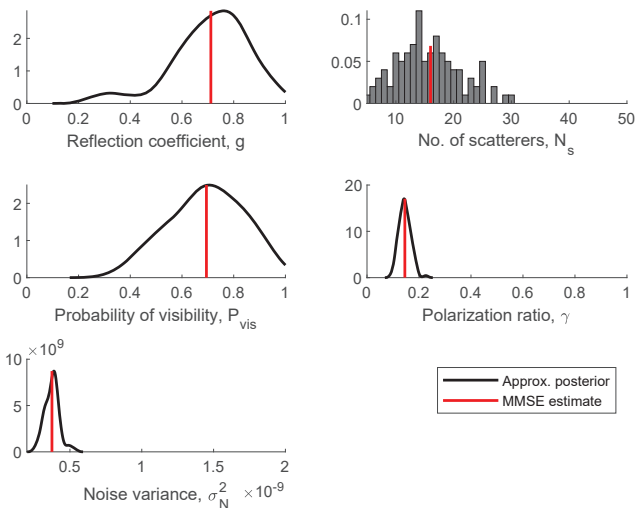 2
1
0
0 0.2 0.4 0.6 0.8 1
Reflection coefficient, g
0.1
0.05
0
10 20 30 40 50
No. of scatterers, N_s
2
1
0
0 0.2 0.4 0.6 0.8 1
Probability of visibility, P_vis
20
10
0
0 0.2 0.4 0.6 0.8 1
Polarization ratio, γ
×10^9
10
5
0
0.5 1 1.5 2
Noise variance, σ_N^2 ×10^-9
Approx. posterior
MMSE estimate